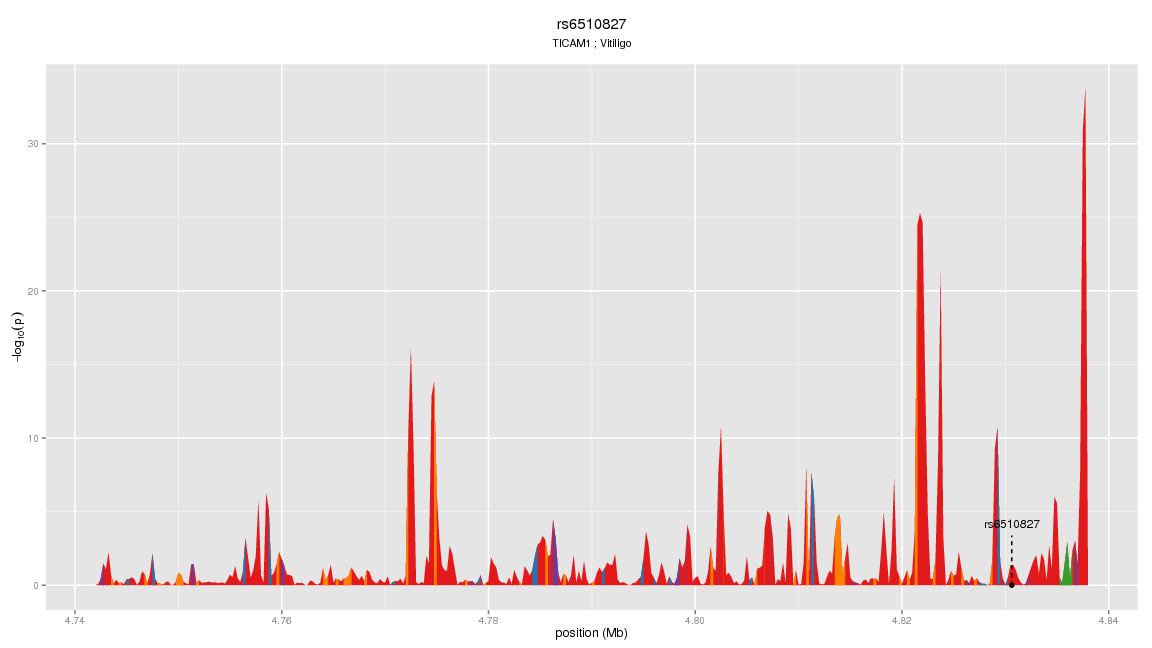 rs6510827
TICAM1 ; Vitiligo
30
20
10
0
−log10(p)
rs6510827
4.74
4.76
4.78
4.80
4.82
4.84
position (Mb)